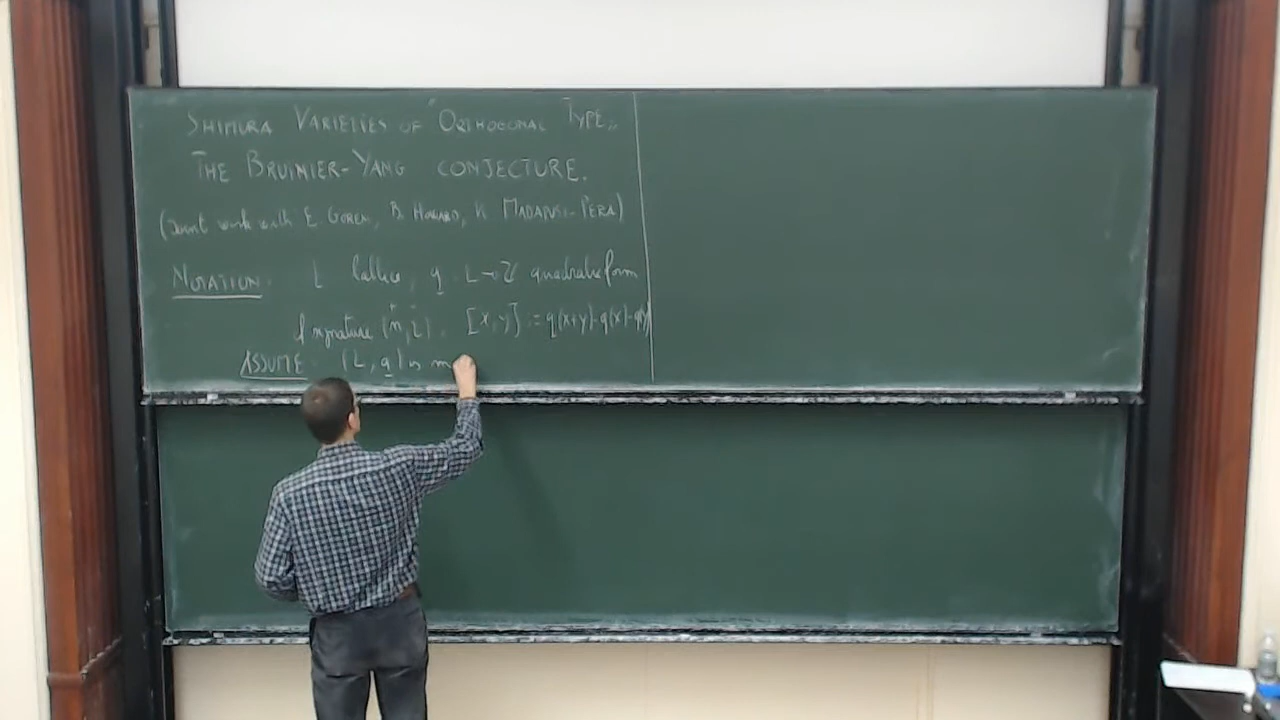 SHIMURA VARIETIES OF "ORTHOGONAL TYPE"
THE BRUINIER-YANG CONJECTURE.
(Joint work with E. GOREN, B. HOWARD, K. MADAPUSI-PERA)
NOTATION: L lattice, q: L→Z quadratic form
of signature (n,2). [x,y] := q(x+y)-q(x)-q(y)
ASSUME: (L,q) is m